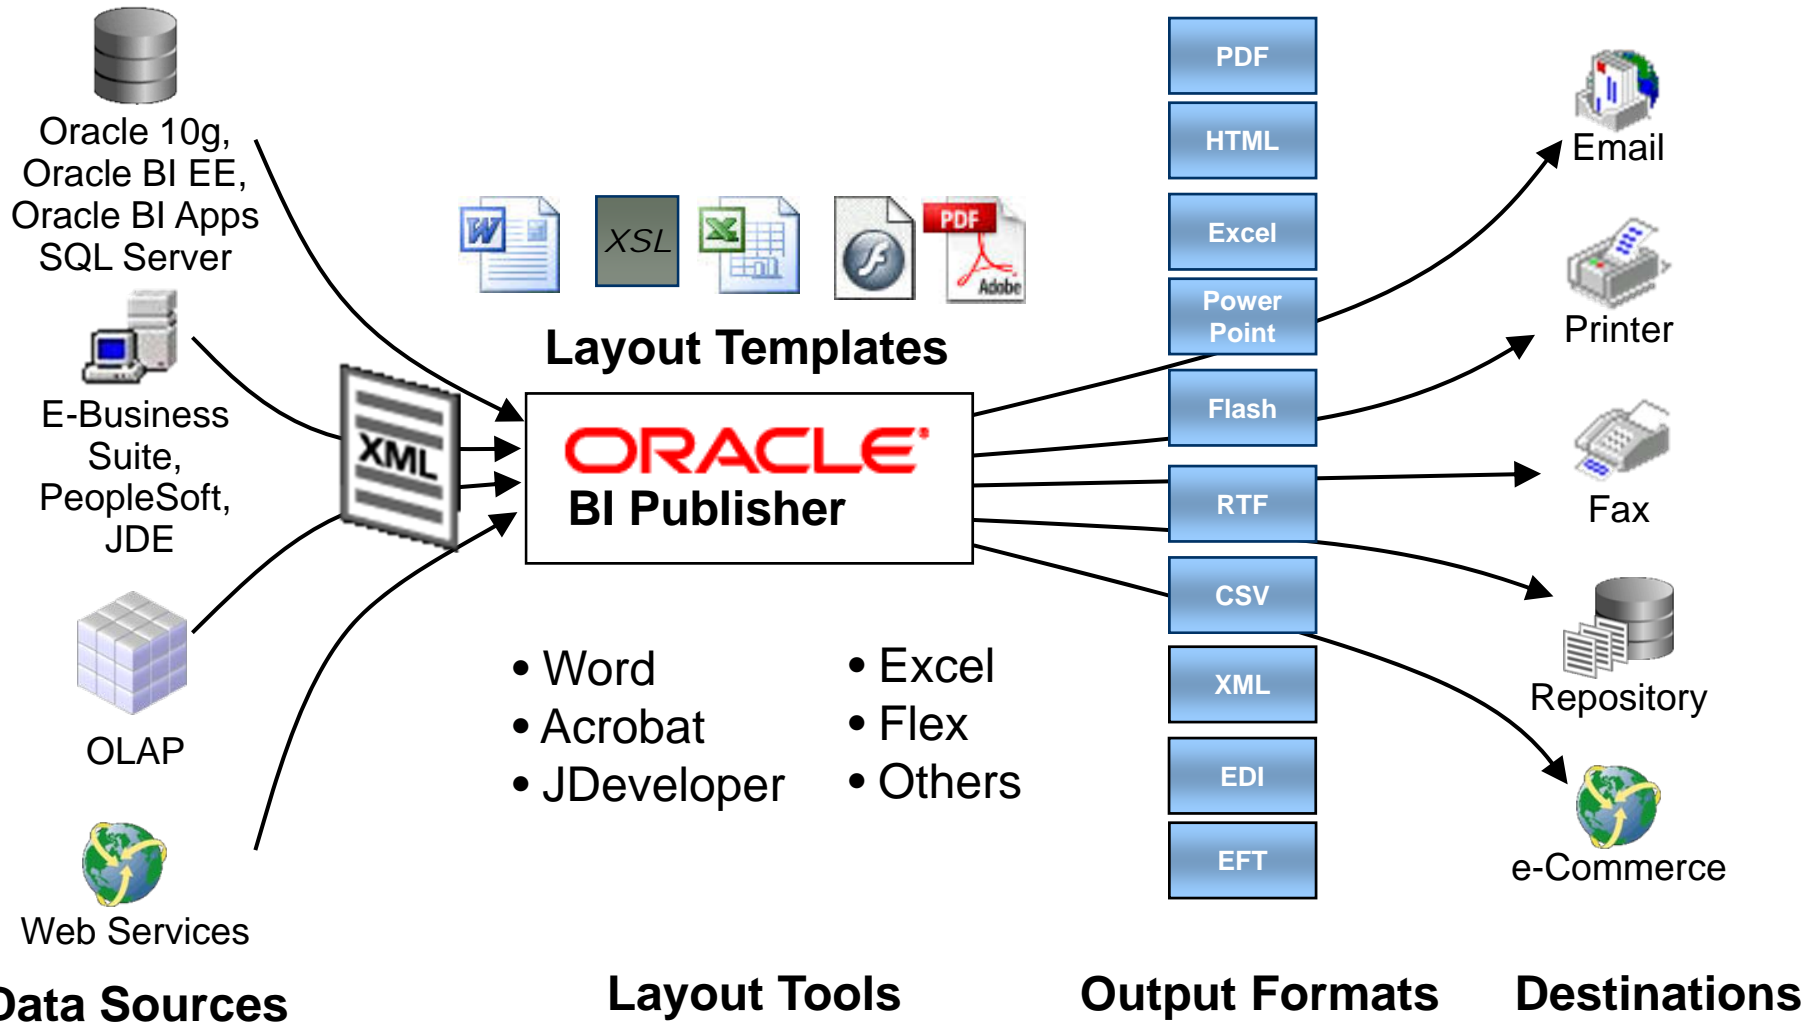 Oracle 10g,
Oracle BI EE,
Oracle BI Apps
SQL Server
E-Business
Suite,
PeopleSoft,
JDE
OLAP
Web Services
Data Sources
XML
W
XSL
X
PDF
Adobe
Layout Templates
ORACLE
BI Publisher
• Word
• Acrobat
• JDeveloper
• Excel
• Flex
• Others
Layout Tools
PDF
HTML
Excel
Power
Point
Flash
RTF
CSV
XML
EDI
EFT
Output Formats
Email
Printer
Fax
Repository
e-Commerce
Destinations